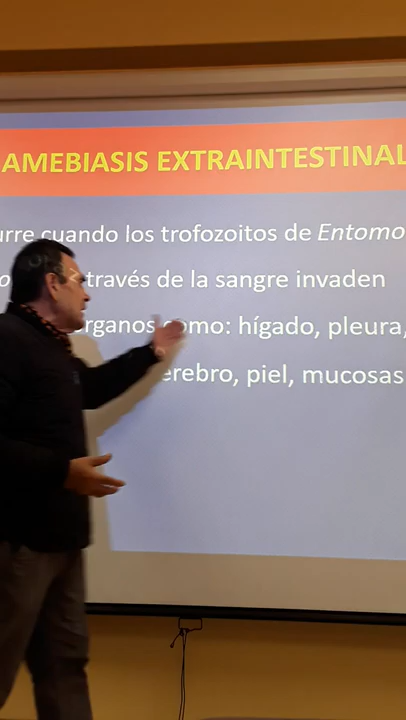 AMEBIASIS EXTRAINTESTINAL
urre cuando los trofozoitos de Entomo
través de la sangre invaden
organos como: hígado, pleura,
erebro, piel, mucosas